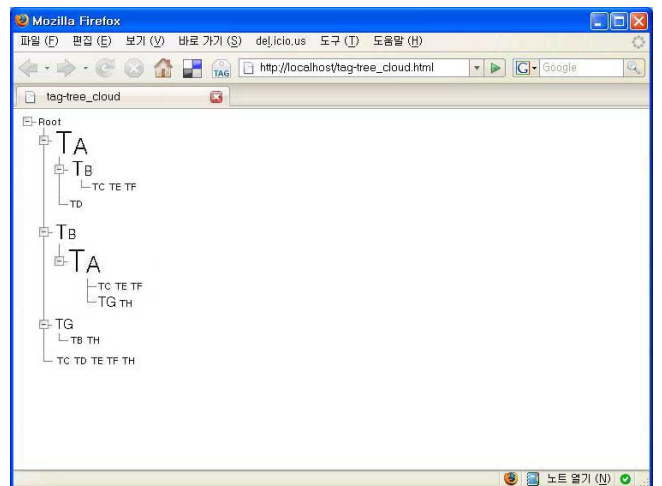 Mozilla Firefox
파일 (F) 편집 (E) 보기 (V) 바로 가기 (S) del.icio.us 도구 (T) 도움말 (H)
TAG http://localhost/tag-tree_cloud.html G Google
tag-tree_cloud
Root
TA
TB
TC TE TF
TD
TB
TA
TC TE TF
TG TH
TG
TB TH
TC TD TE TF TH
노트 열기 (N)